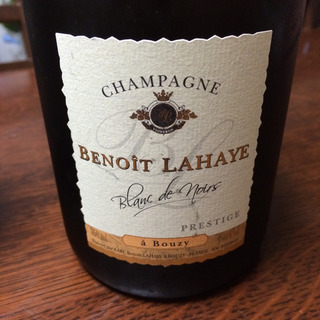 CHAMPAGNE
BL
BENOÎT LAHAYE
Blanc de Noirs
PRESTIGE
à Bouzy